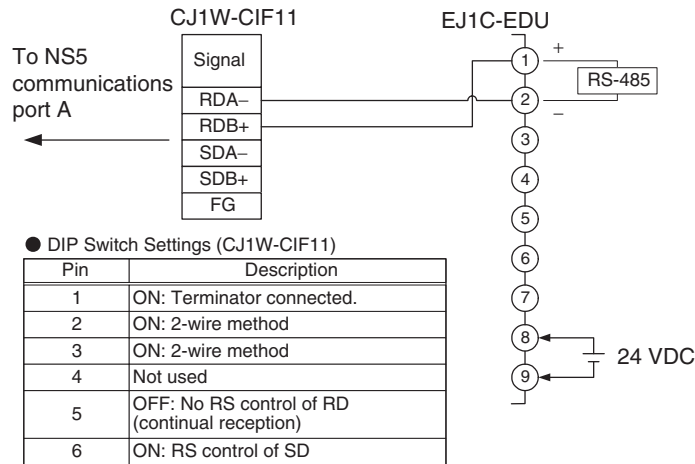 CJ1W-CIF11
EJ1C-EDU
To NS5
communications
port A
Signal
RDA−
RDB+
SDA−
SDB+
FG
1
+
RS-485
2
−
3
4
5
6
7
8
9
24 VDC
● DIP Switch Settings (CJ1W-CIF11)
Pin Description
1 ON: Terminator connected.
2 ON: 2-wire method
3 ON: 2-wire method
4 Not used
5 OFF: No RS control of RD
(continual reception)
6 ON: RS control of SD